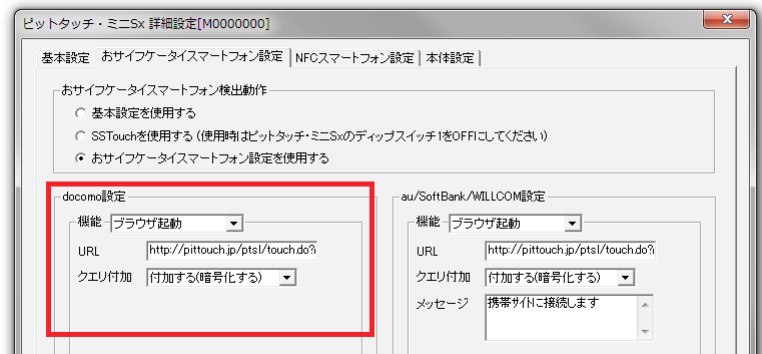 ピットタッチ・ミニSx 詳細設定[M0000000]
基本設定 おサイフケータイスマートフォン設定 NFCスマートフォン設定 本体設定
おサイフケータイスマートフォン検出動作
基本設定を使用する
SSTouchを使用する (使用時はピットタッチ・ミニSxのディップスイッチ1をOFFにしてください)
おサイフケータイスマートフォン設定を使用する
docomo設定
機能 ブラウザ起動
URL http://pittouch.jp/ptsl/touch.do?
クエリ付加 付加する(暗号化する)
au/SoftBank/WILLCOM設定
機能 ブラウザ起動
URL http://pittouch.jp/ptsl/touch.do?
クエリ付加 付加する(暗号化する)
メッセージ 携帯サイトに接続します